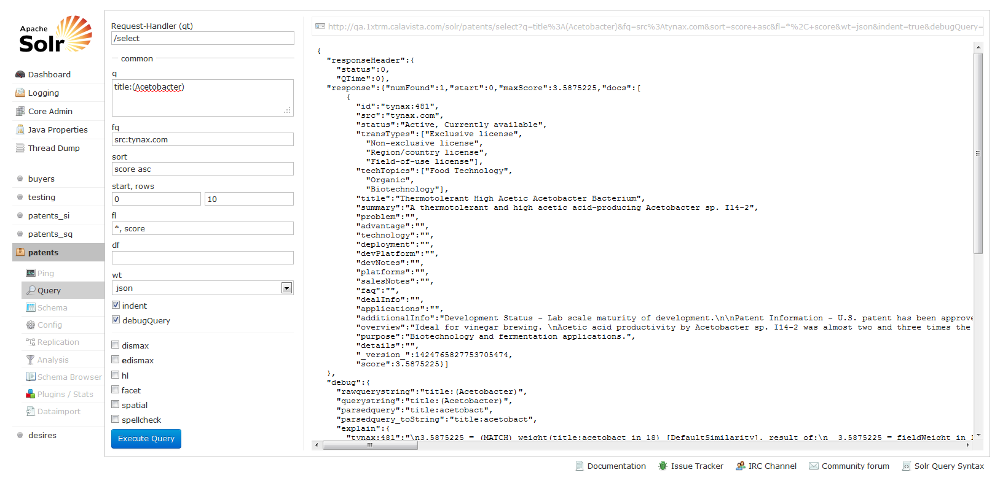 Apache
Solr
Dashboard
Logging
Core Admin
Java Properties
Thread Dump
buyers
testing
patents_si
patents_sq
patents
Ping
Query
Schema
Config
Replication
Analysis
Schema Browser
Plugins / Stats
Dataimport
desires
Request-Handler (qt)
/select
common
q
title:(Acetobacter)
fq
src:tynax.com
sort
score asc
start, rows
0 10
fl
*, score
df
wt
json
indent
debugQuery
dismax
edismax
hl
facet
spatial
spellcheck
Execute Query
http://qa.1xtrm.calavista.com/solr/patents/select?q=title%3A(Acetobacter)&fq=src%3Atynax.com&sort=score+asc&fl=*%2C+score&wt=json&indent=true&debugQuery=
{
"responseHeader":{
"status":0,
"QTime":0},
"response":{"numFound":1,"start":0,"maxScore":3.5875225,"docs":[
{
"id":"tynax:481",
"src":"tynax.com",
"status":"Active, Currently available",
"transTypes":["Exclusive license",
"Non-exclusive license",
"Region/country license",
"Field-of-use license"],
"techTopics":["Food Technology",
"Organic",
"Biotechnology"],
"title":"Thermotolerant High Acetic Acetobacter Bacterium",
"summary":"A thermotolerant and high acetic acid-producing Acetobacter sp. I14-2",
"problem":"",
"advantage":"",
"technology":"",
"deployment":"",
"devPlatform":"",
"devNotes":"",
"platforms":"",
"salesNotes":"",
"faq":"",
"dealInfo":"",
"applications":"",
"additionalInfo":"Development Status - Lab scale maturity of development.\n\nPatent Information - U.S. patent has been approve
"overview":"Ideal for vinegar brewing. \nAcetic acid productivity by Acetobacter sp. I14-2 was almost two and three times the
"purpose":"Biotechnology and fermentation applications.",
"details":"",
"_version_":1424765827753705474,
"score":3.5875225}]
},
"debug":{
"rawquerystring":"title:(Acetobacter)",
"querystring":"title:(Acetobacter)",
"parsedquery":"title:acetobact",
"parsedquery_toString":"title:acetobact",
"explain":{
"tynax:481":"\n3.5875225 = (MATCH) weight(title:acetobact in 18) [DefaultSimilarity], result of:\n  3.5875225 = fieldWeight in 1
Documentation
Issue Tracker
IRC Channel
Community forum
Solr Query Syntax